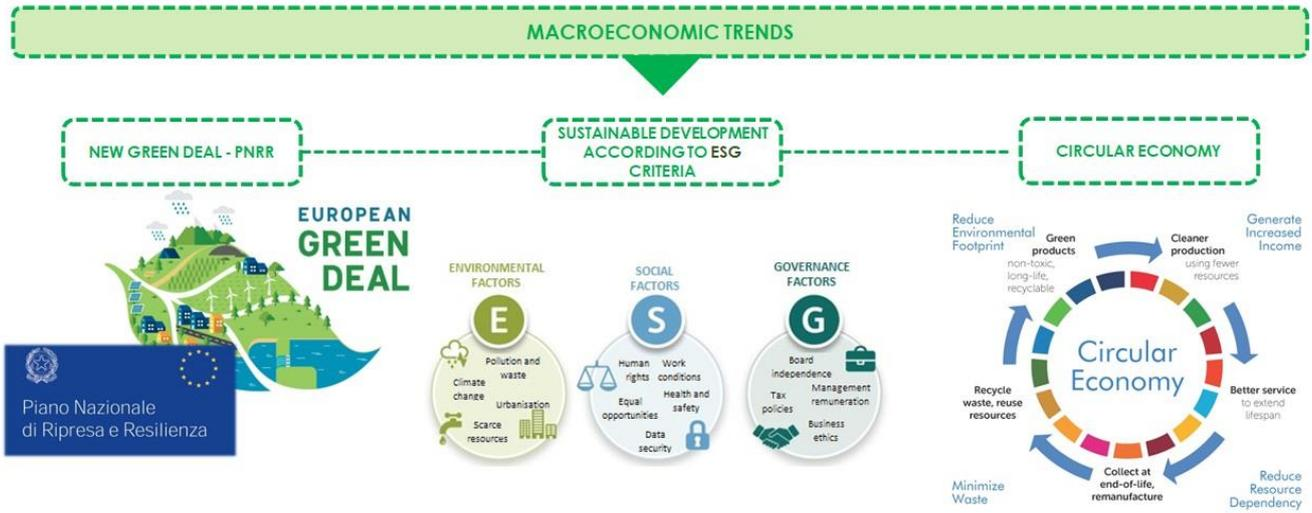 MACROECONOMIC TRENDS
NEW GREEN DEAL - PNRR
SUSTAINABLE DEVELOPMENT
ACCORDING TO ESG
CRITERIA
CIRCULAR ECONOMY
EUROPEAN
GREEN
DEAL
Piano Nazionale
di Ripresa e Resilienza
ENVIRONMENTAL
FACTORS
E
Pollution and
waste
Climate
change
Urbanisation
Scarce
resources
SOCIAL
FACTORS
S
Human
rights
Work
conditions
Equal
opportunities
Health and
safety
Data
security
GOVERNANCE
FACTORS
G
Board
independence
Management
remuneration
Tax
policies
Business
ethics
Reduce
Environmental
Footprint
Generate
Increased
Income
Green
products
non-toxic,
long-life,
recyclable
Cleaner
production
using fewer
resources
Circular
Economy
Recycle
waste, reuse
resources
Better service
to extend
lifespan
Collect at
end-of-life,
remanufacture
Minimize
Waste
Reduce
Resource
Dependency